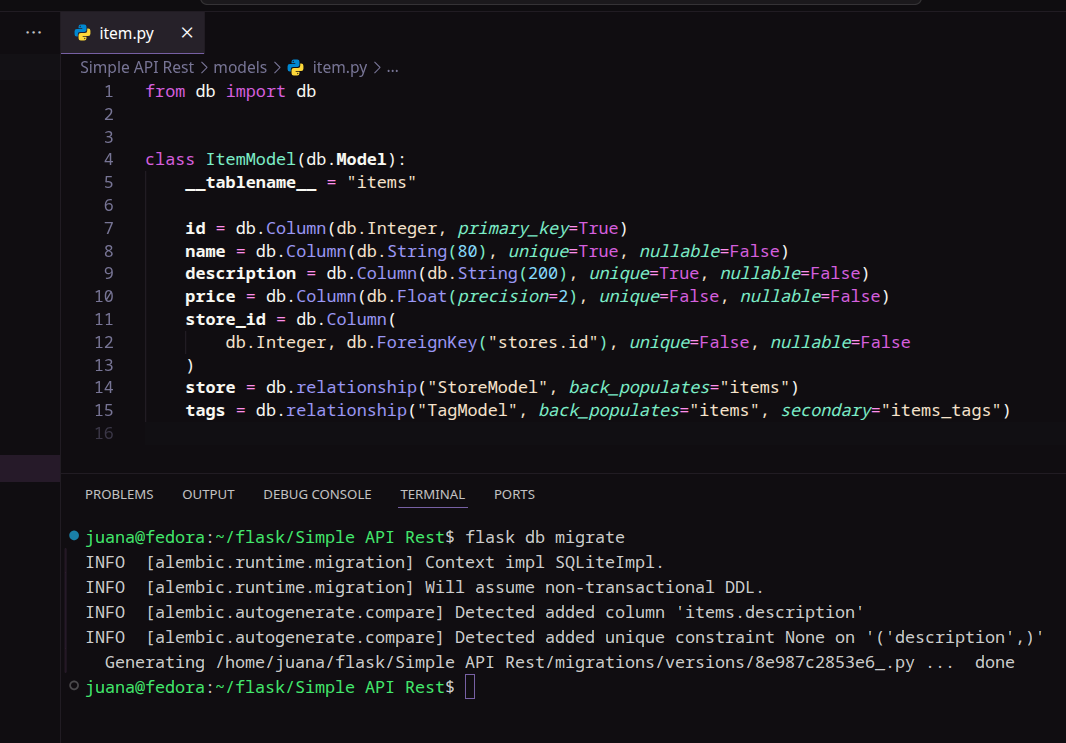 ...
item.py ×
Simple API Rest > models > item.py > ...
1 from db import db
2
3
4 class ItemModel(db.Model):
5     __tablename__ = "items"
6
7     id = db.Column(db.Integer, primary_key=True)
8     name = db.Column(db.String(80), unique=True, nullable=False)
9     description = db.Column(db.String(200), unique=True, nullable=False)
10     price = db.Column(db.Float(precision=2), unique=False, nullable=False)
11     store_id = db.Column(
12         db.Integer, db.ForeignKey("stores.id"), unique=False, nullable=False
13     )
14     store = db.relationship("StoreModel", back_populates="items")
15     tags = db.relationship("TagModel", back_populates="items", secondary="items_tags")
16
PROBLEMS OUTPUT DEBUG CONSOLE TERMINAL PORTS
juana@fedora:~/flask/Simple API Rest$ flask db migrate
INFO  [alembic.runtime.migration] Context impl SQLiteImpl.
INFO  [alembic.runtime.migration] Will assume non-transactional DDL.
INFO  [alembic.autogenerate.compare] Detected added column 'items.description'
INFO  [alembic.autogenerate.compare] Detected added unique constraint None on '('description',)'
  Generating /home/juana/flask/Simple API Rest/migrations/versions/8e987c2853e6_.py ...  done
juana@fedora:~/flask/Simple API Rest$